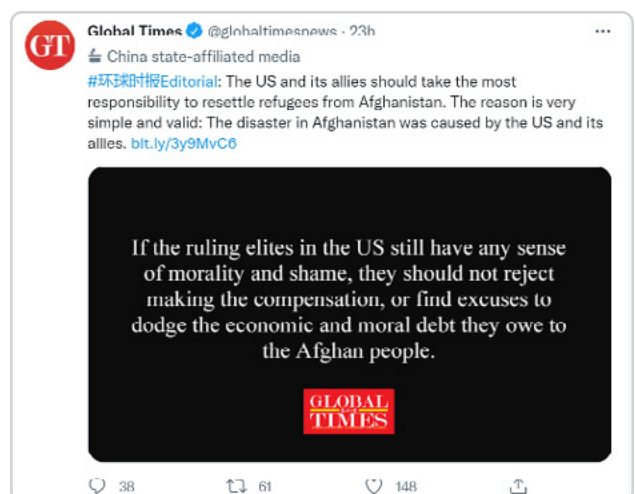 GT
Global Times @globaltimesnews · 23h
China state-affiliated media
#环球时报Editorial: The US and its allies should take the most
responsibility to resettle refugees from Afghanistan. The reason is very
simple and valid: The disaster in Afghanistan was caused by the US and its
allies. bit.ly/3y9MvC6
If the ruling elites in the US still have any sense
of morality and shame, they should not reject
making the compensation, or find excuses to
dodge the economic and moral debt they owe to
the Afghan people.
GLOBAL
TIMES
38 61 148